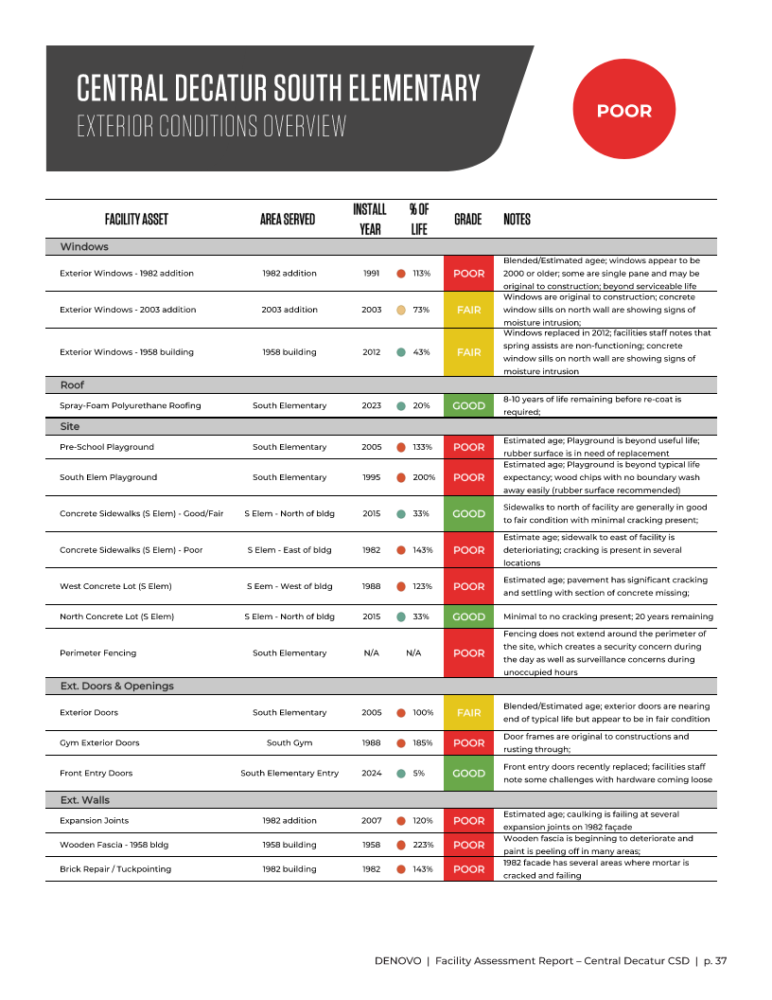 CENTRAL DECATUR SOUTH ELEMENTARY
EXTERIOR CONDITIONS OVERVIEW
POOR
FACILITY ASSET AREA SERVED INSTALL YEAR % OF LIFE GRADE NOTES
Windows
Exterior Windows - 1982 addition 1982 addition 1991 113% POOR
Blended/Estimated agee; windows appear to be
2000 or older; some are single pane and may be
original to construction; beyond serviceable life
Exterior Windows - 2003 addition 2003 addition 2003 73% FAIR
Windows are original to construction; concrete
window sills on north wall are showing signs of
moisture intrusion;
Exterior Windows - 1958 building 1958 building 2012 43% FAIR
Windows replaced in 2012; facilities staff notes that
spring assists are non-functioning; concrete
window sills on north wall are showing signs of
moisture intrusion
Roof
Spray-Foam Polyurethane Roofing South Elementary 2023 20% GOOD
8-10 years of life remaining before re-coat is
required;
Site
Pre-School Playground South Elementary 2005 133% POOR
Estimated age; Playground is beyond useful life;
rubber surface is in need of replacement
South Elem Playground South Elementary 1995 200% POOR
Estimated age; Playground is beyond typical life
expectancy; wood chips with no boundary wash
away easily (rubber surface recommended)
Concrete Sidewalks (S Elem) - Good/Fair S Elem - North of bldg 2015 33% GOOD
Sidewalks to north of facility are generally in good
to fair condition with minimal cracking present;
Concrete Sidewalks (S Elem) - Poor S Elem - East of bldg 1982 143% POOR
Estimate age; sidewalk to east of facility is
deterioriating; cracking is present in several
locations
West Concrete Lot (S Elem) S Eem - West of bldg 1988 123% POOR
Estimated age; pavement has significant cracking
and settling with section of concrete missing;
North Concrete Lot (S Elem) S Elem - North of bldg 2015 33% GOOD
Minimal to no cracking present; 20 years remaining
Perimeter Fencing South Elementary N/A N/A POOR
Fencing does not extend around the perimeter of
the site, which creates a security concern during
the day as well as surveillance concerns during
unoccupied hours
Ext. Doors & Openings
Exterior Doors South Elementary 2005 100% FAIR
Blended/Estimated age; exterior doors are nearing
end of typical life but appear to be in fair condition
Gym Exterior Doors South Gym 1988 185% POOR
Door frames are original to constructions and
rusting through;
Front Entry Doors South Elementary Entry 2024 5% GOOD
Front entry doors recently replaced; facilities staff
note some challenges with hardware coming loose
Ext. Walls
Expansion Joints 1982 addition 2007 120% POOR
Estimated age; caulking is failing at several
expansion joints on 1982 façade
Wooden Fascia - 1958 bldg 1958 building 1958 223% POOR
Wooden fascia is beginning to deteriorate and
paint is peeling off in many areas;
Brick Repair / Tuckpointing 1982 building 1982 143% POOR
1982 facade has several areas where mortar is
cracked and failing
DENOVO | Facility Assessment Report – Central Decatur CSD | p. 37